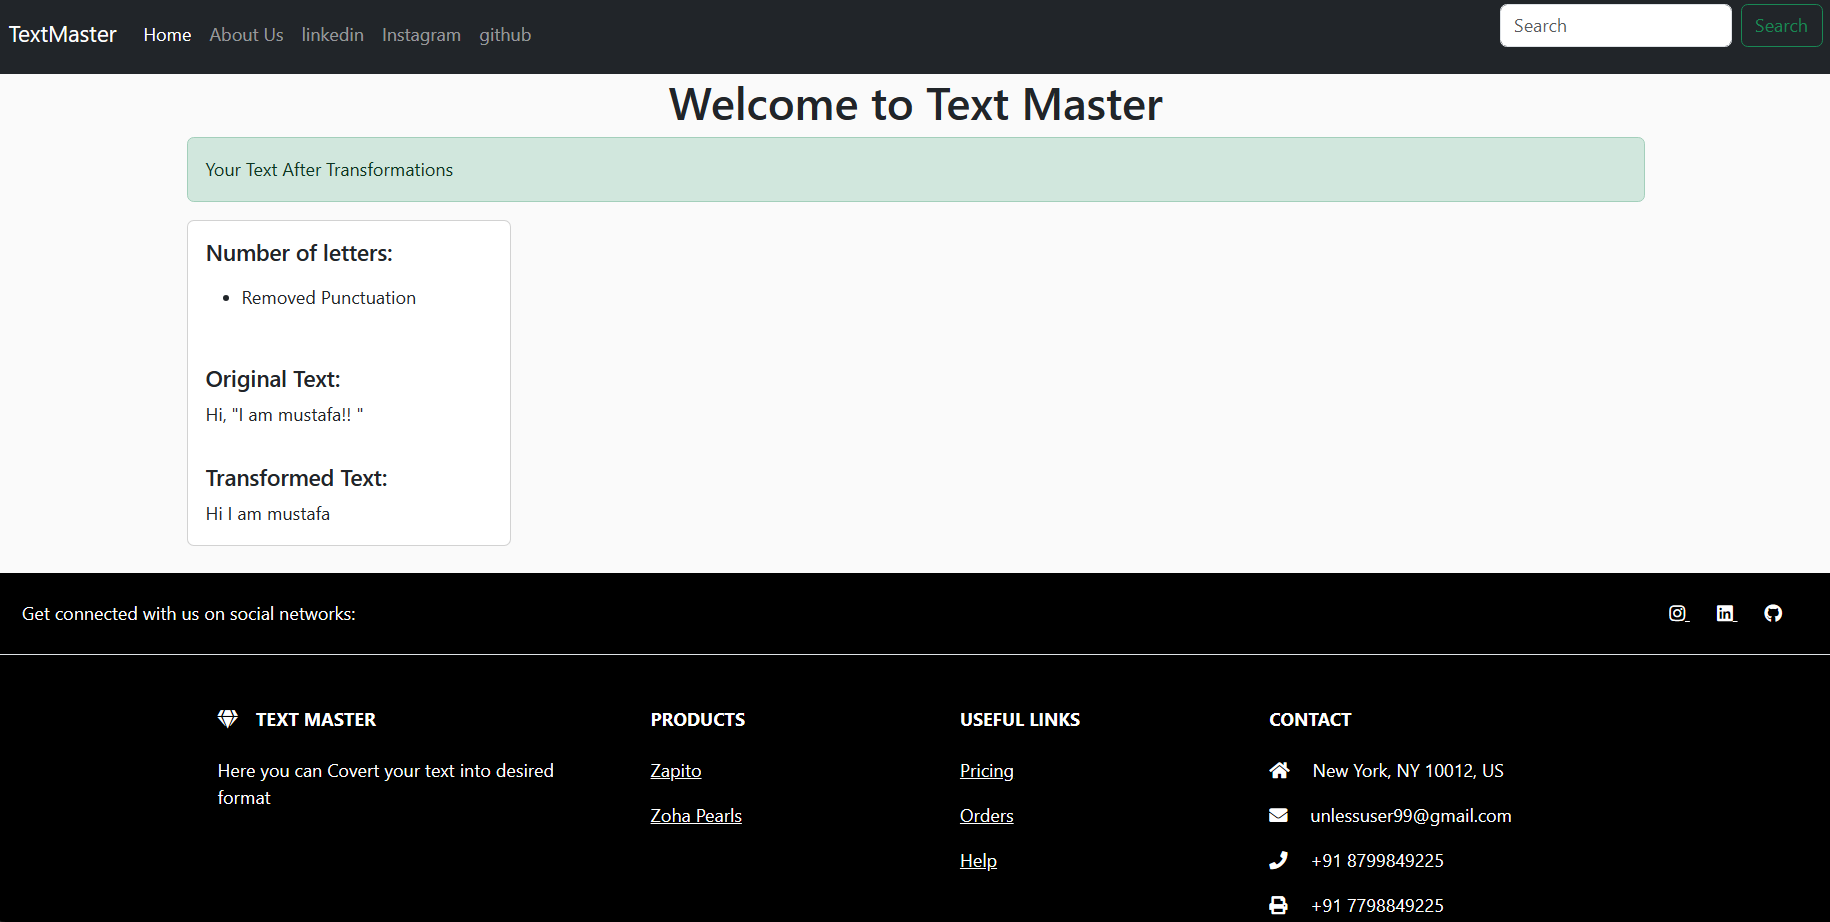 TextMaster Home About Us linkedin Instagram github Search Search
Welcome to Text Master
Your Text After Transformations
Number of letters:
• Removed Punctuation
Original Text:
Hi, "I am mustafa!! "
Transformed Text:
Hi I am mustafa
Get connected with us on social networks:
TEXT MASTER
Here you can Covert your text into desired
format
PRODUCTS
Zapito
Zoha Pearls
USEFUL LINKS
Pricing
Orders
Help
CONTACT
New York, NY 10012, US
unlessuser99@gmail.com
+91 8799849225
+91 7798849225